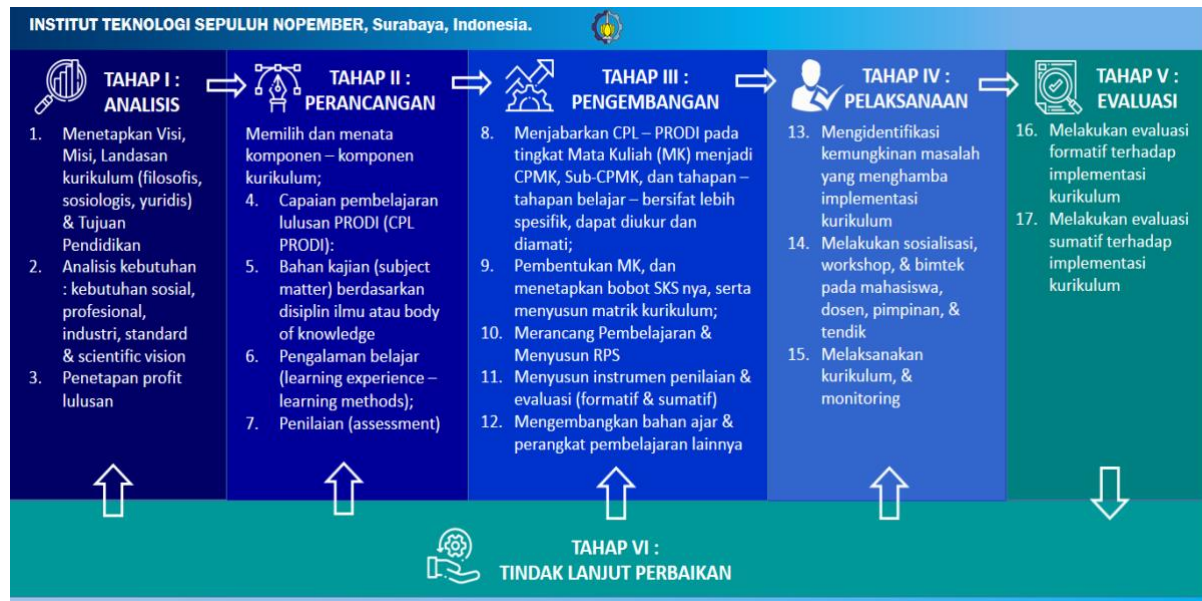 INSTITUT TEKNOLOGI SEPULUH NOPEMBER, Surabaya, Indonesia.
TAHAP I :
ANALISIS
1. Menetapkan Visi,
Misi, Landasan
kurikulum (filosofis,
sosiologis, yuridis)
& Tujuan
Pendidikan
2. Analisis kebutuhan
: kebutuhan sosial,
profesional,
industri, standard
& scientific vision
3. Penetapan profit
lulusan
TAHAP II :
PERANCANGAN
Memilih dan menata
komponen – komponen
kurikulum;
4. Capaian pembelajaran
lulusan PRODI (CPL
PRODI):
5. Bahan kajian (subject
matter) berdasarkan
disiplin ilmu atau body
of knowledge
6. Pengalaman belajar
(learning experience –
learning methods);
7. Penilaian (assessment)
TAHAP III :
PENGEMBANGAN
8. Menjabarkan CPL – PRODI pada
tingkat Mata Kuliah (MK) menjadi
CPMK, Sub-CPMK, dan tahapan –
tahapan belajar – bersifat lebih
spesifik, dapat diukur dan
diamati;
9. Pembentukan MK, dan
menetapkan bobot SKS nya, serta
menyusun matrik kurikulum;
10. Merancang Pembelajaran &
Menyusun RPS
11. Menyusun instrumen penilaian &
evaluasi (formatif & sumatif)
12. Mengembangkan bahan ajar &
perangkat pembelajaran lainnya
TAHAP IV :
PELAKSANAAN
13. Mengidentifikasi
kemungkinan masalah
yang menghamba
implementasi
kurikulum
14. Melakukan sosialisasi,
workshop, & bimtek
pada mahasiswa,
dosen, pimpinan, &
tendik
15. Melaksanakan
kurikulum, &
monitoring
TAHAP V :
EVALUASI
16. Melakukan evaluasi
formatif terhadap
implementasi
kurikulum
17. Melakukan evaluasi
sumatif terhadap
implementasi
kurikulum
TAHAP VI :
TINDAK LANJUT PERBAIKAN